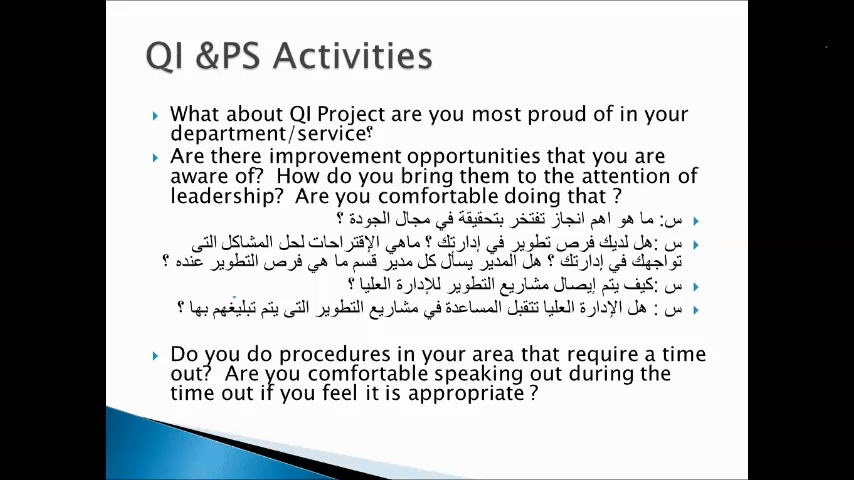 QI &PS Activities
What about QI Project are you most proud of in your
department/service؟
Are there improvement opportunities that you are
aware of? How do you bring them to the attention of
leadership? Are you comfortable doing that ?
س: ما هو اهم انجاز تفتخر بتحقيقة في مجال الجودة ؟
س :هل لديك فرص تطوير في إدارتك ؟ ماهي الإقتراحات لحل المشاكل التى
تواجهك في إدارتك ؟ هل المدير يسأل كل مدير قسم ما هي فرص التطوير عنده ؟
س :كيف يتم إيصال مشاريع التطوير للإدارة العليا ؟
س : هل الإدارة العليا تتقبل المساعدة في مشاريع التطوير التى يتم تبليغهم بها ؟
Do you do procedures in your area that require a time
out? Are you comfortable speaking out during the
time out if you feel it is appropriate ?